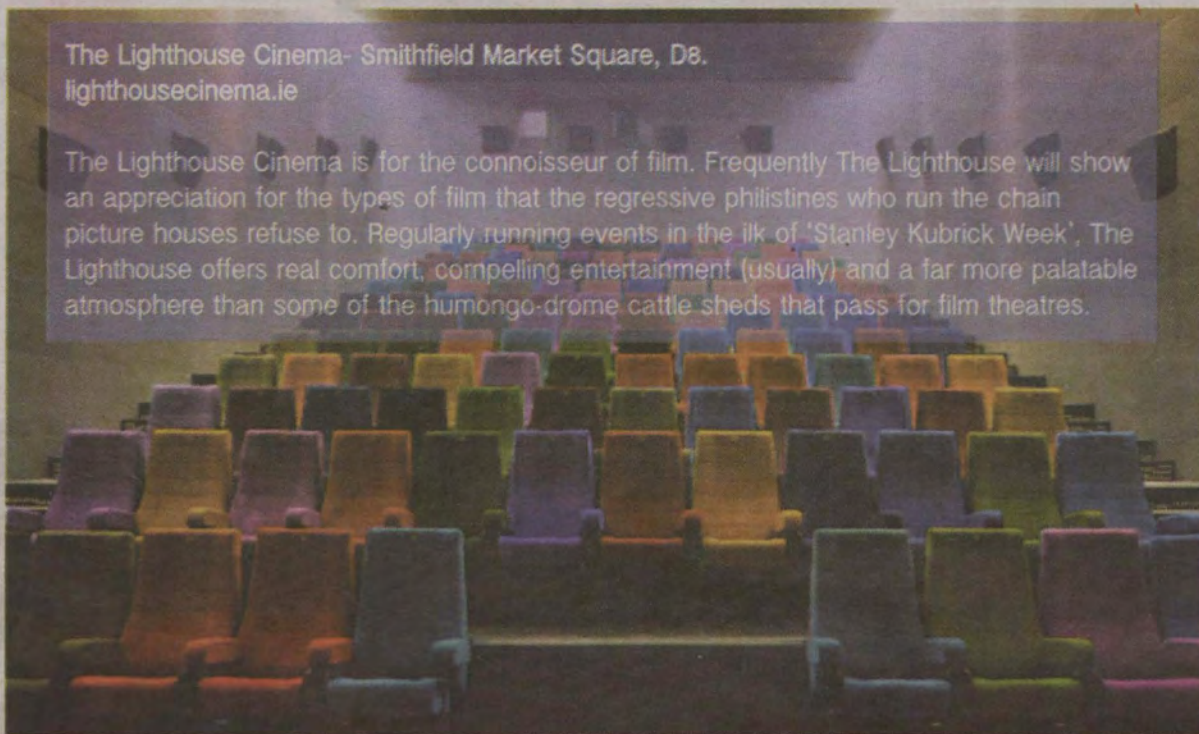 The Lighthouse Cinema- Smithfield Market Square, D8.
lighthousecinema.ie
The Lighthouse Cinema is for the connoisseur of film. Frequently The Lighthouse will show
an appreciation for the types of film that the regressive philistines who run the chain
picture houses refuse to. Regularly running events in the ilk of 'Stanley Kubrick Week', The
Lighthouse offers real comfort, compelling entertainment (usually) and a far more palatable
atmosphere than some of the humongo-drome cattle sheds that pass for film theatres.